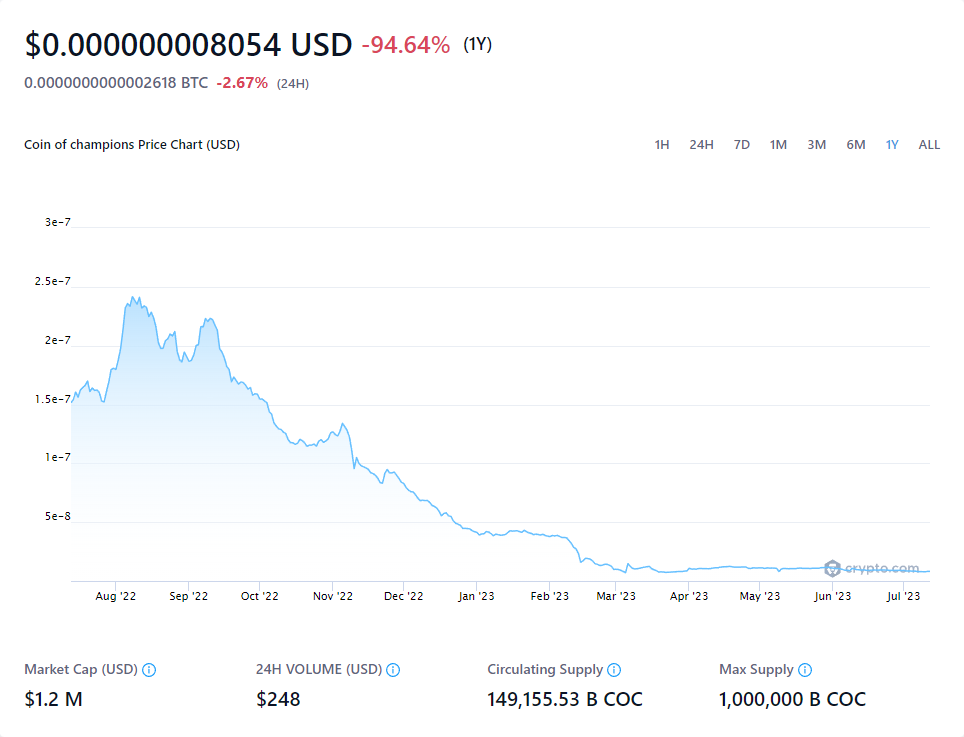 $0.000000008054 USD -94.64% (1Y)
0.0000000000002618 BTC -2.67% (24H)
Coin of champions Price Chart (USD) 1H 24H 7D 1M 3M 6M 1Y ALL
3e-7
2.5e-7
2e-7
1.5e-7
1e-7
5e-8
crypto.com
Aug '22 Sep '22 Oct '22 Nov '22 Dec '22 Jan '23 Feb '23 Mar '23 Apr '23 May '23 Jun '23 Jul '23
Market Cap (USD) 24H VOLUME (USD) Circulating Supply Max Supply
$1.2 M $248 149,155.53 B COC 1,000,000 B COC